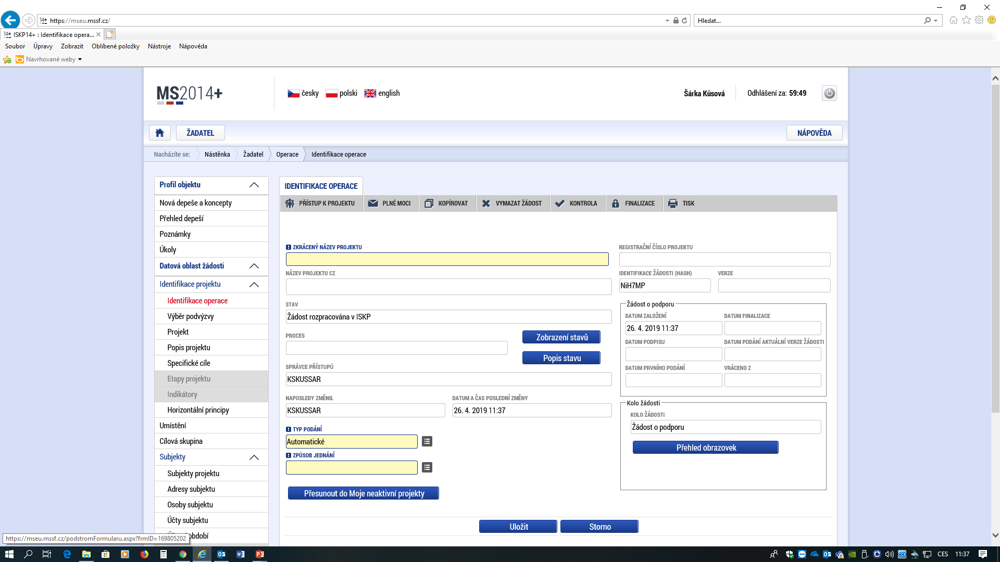 https://mseu.mssf.cz/
Hledat...
ISKP14+ : Identifikace opera...
Soubor Úpravy Zobrazit Oblíbené položky Nástroje Nápověda
Navrhované weby
MS2014+
česky polski english
Šárka Kůsová
Odhlášení za: 59:49
ŽADATEL
NÁPOVĚDA
Nacházíte se: Nástěnka Žadatel Operace Identifikace operace
Profil objektu
Nová depeše a koncepty
Přehled depeší
Poznámky
Úkoly
Datová oblast žádosti
Identifikace projektu
Identifikace operace
Výběr podvýzvy
Projekt
Popis projektu
Specifické cíle
Etapy projektu
Indikátory
Horizontální principy
Umístění
Cílová skupina
Subjekty
Subjekty projektu
Adresy subjektu
Osoby subjektu
Účty subjektu
období
https://mseu.mssf.cz/podstromFormularu.aspx?frmID=169805202
IDENTIFIKACE OPERACE
PŘÍSTUP K PROJEKTU PLNÉ MOCI KOPÍROVAT VYMAZAT ŽÁDOST KONTROLA FINALIZACE TISK
ZKRÁCENÝ NÁZEV PROJEKTU
NÁZEV PROJEKTU CZ
STAV
Žádost rozpracována v ISKP
PROCES
Zobrazení stavů
Popis stavu
SPRÁVCE PŘÍSTUPŮ
KSKUSSAR
NAPOSLEDY ZMĚNIL
KSKUSSAR
DATUM A ČAS POSLEDNÍ ZMĚNY
26. 4. 2019 11:37
TYP PODÁNÍ
Automatické
ZPŮSOB JEDNÁNÍ
Přesunout do Moje neaktivní projekty
REGISTRAČNÍ ČÍSLO PROJEKTU
IDENTIFIKACE ŽÁDOSTI (HASH) VERZE
NiH7MP
Žádost o podporu
DATUM ZALOŽENÍ DATUM FINALIZACE
26. 4. 2019 11:37
DATUM PODPISU DATUM PODÁNÍ AKTUÁLNÍ VERZE ŽÁDOSTI
DATUM PRVNÍHO PODÁNÍ VRÁCENO Z
Kolo žádosti
KOLO ŽÁDOSTI
Žádost o podporu
Přehled obrazovek
Uložit Storno
CES 11:37